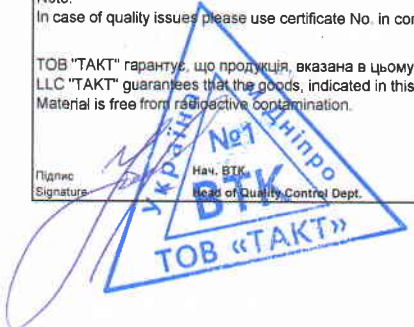 Note:
In case of quality issues please use certificate No. in con
ТОВ "ТАКТ" гарантує, що продукція, вказана в цьому
LLC "TAKT" guarantees that the goods, indicated in this
Material is free from radioactive contamination.
Підпис
Signature
Нач. ВТК
Head of Quality Control Dept.
Україна
м.Дніпро
№1
ВТК
ТОВ «ТАКТ»